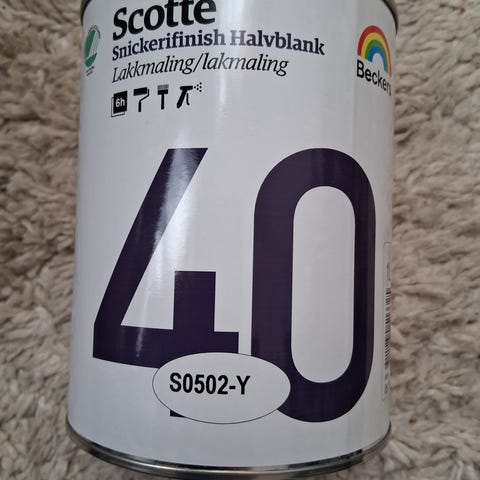 Scotte
Snickerifinish Halvblank
Lakkmaling/lakmaling
Beckers
6h
40
S0502-Y